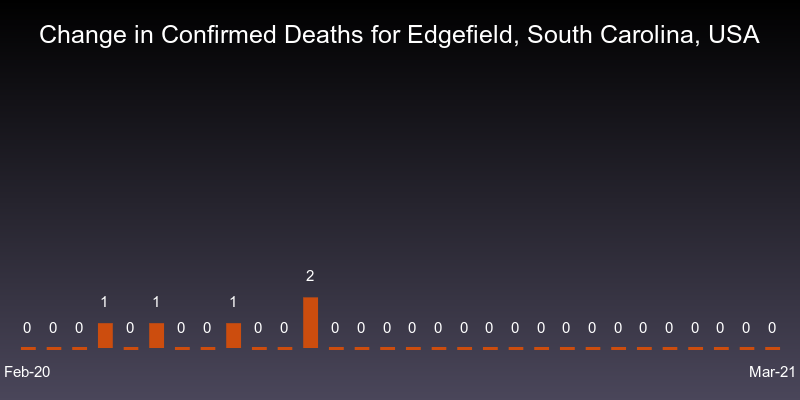 Change in Confirmed Deaths for Edgefield, South Carolina, USA
2
1 1 1
0 0 0 0 0 0 0 0 0 0 0 0 0 0 0 0 0 0 0 0 0 0 0 0 0 0
Feb-20 Mar-21